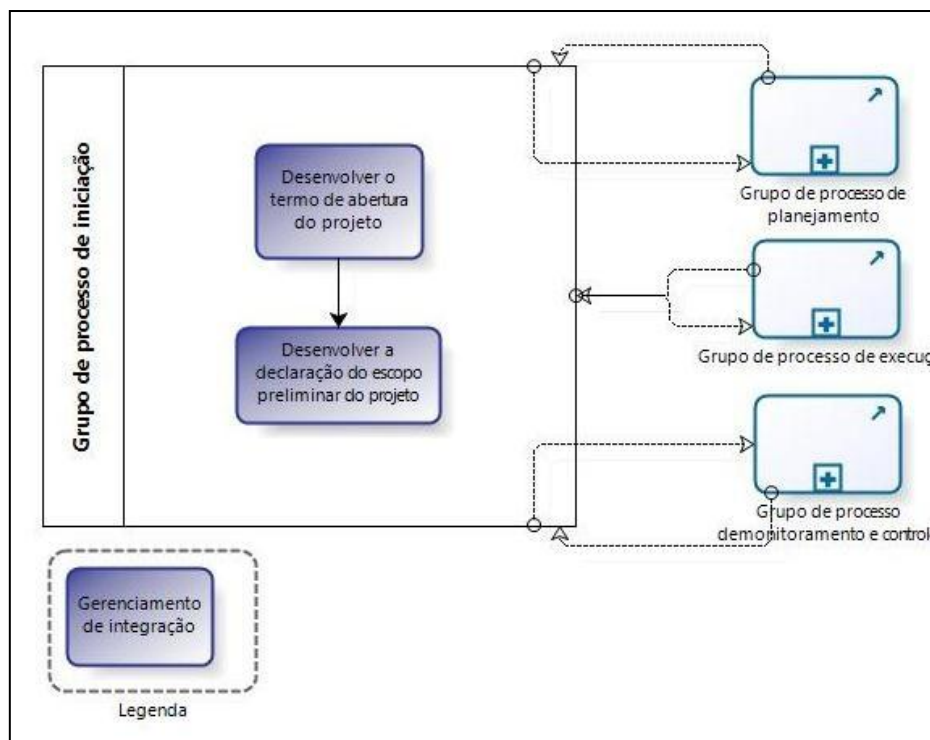 Grupo de processo de iniciação
Desenvolver o
termo de abertura
do projeto
Desenvolver a
declaração do escopo
preliminar do projeto
Grupo de processo de
planejamento
Grupo de processo de execuç
Grupo de processo
demonitoramento e control
Gerenciamento
de integração
Legenda